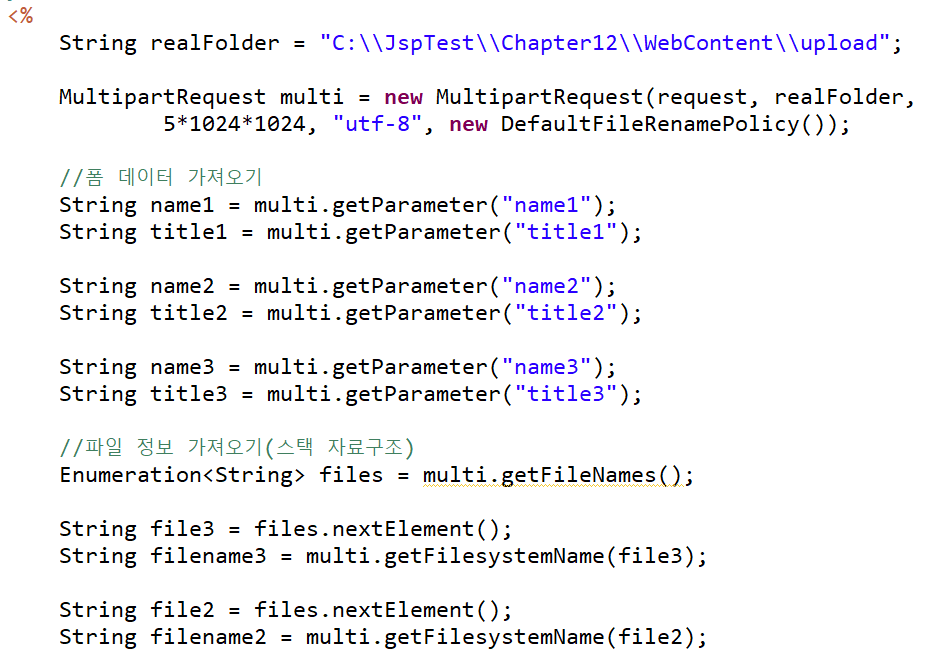 <%
String realFolder = "C:\\JspTest\\Chapter12\\WebContent\\upload";
MultipartRequest multi = new MultipartRequest(request, realFolder,
5*1024*1024, "utf-8", new DefaultFileRenamePolicy());
//폼 데이터 가져오기
String name1 = multi.getParameter("name1");
String title1 = multi.getParameter("title1");
String name2 = multi.getParameter("name2");
String title2 = multi.getParameter("title2");
String name3 = multi.getParameter("name3");
String title3 = multi.getParameter("title3");
//파일 정보 가져오기(스택 자료구조)
Enumeration<String> files = multi.getFileNames();
String file3 = files.nextElement();
String filename3 = multi.getFilesystemName(file3);
String file2 = files.nextElement();
String filename2 = multi.getFilesystemName(file2);